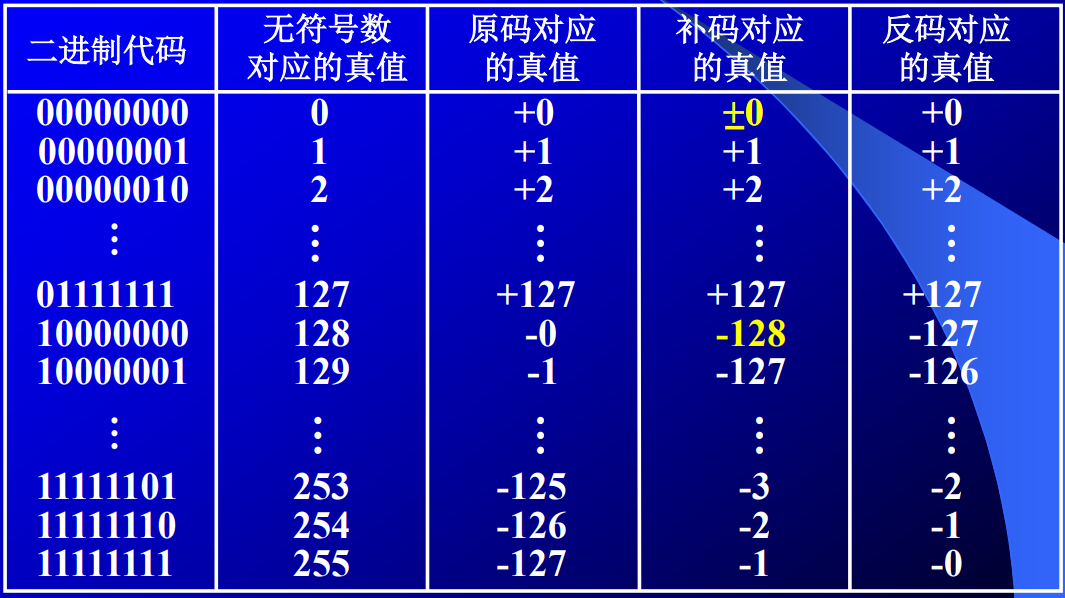 二进制代码 无符号数对应的真值 原码对应的真值 补码对应的真值 反码对应的真值
00000000 0 +0 ±0 +0
00000001 1 +1 +1 +1
00000010 2 +2 +2 +2
⋮ ⋮ ⋮ ⋮ ⋮
01111111 127 +127 +127 +127
10000000 128 -0 -128 -127
10000001 129 -1 -127 -126
⋮ ⋮ ⋮ ⋮ ⋮
11111101 253 -125 -3 -2
11111110 254 -126 -2 -1
11111111 255 -127 -1 -0